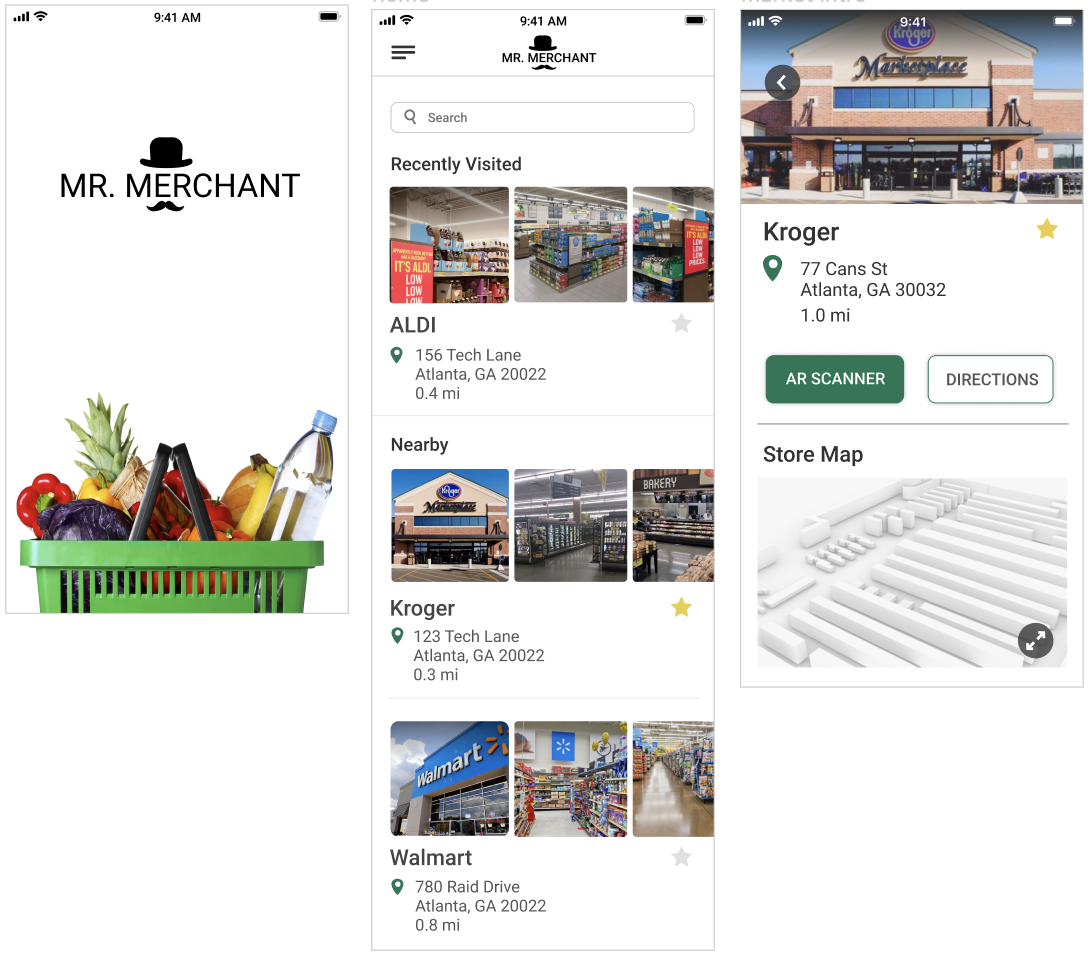 home
market intro
9:41 AM
MR. MERCHANT
9:41 AM
MR. MERCHANT
Search
Recently Visited
IT'S ALDI.
LOW
LOW
LOW
IT'S ALDI
LOW
LOW
LOW
PRICES.
ALDI
156 Tech Lane
Atlanta, GA 20022
0.4 mi
Nearby
Kroger
Marketplace
BAKERY
Kroger
123 Tech Lane
Atlanta, GA 20022
0.3 mi
Walmart
Walmart
780 Raid Drive
Atlanta, GA 20022
0.8 mi
9:41
Kroger
Marketplace
Kroger
77 Cans St
Atlanta, GA 30032
1.0 mi
AR SCANNER
DIRECTIONS
Store Map